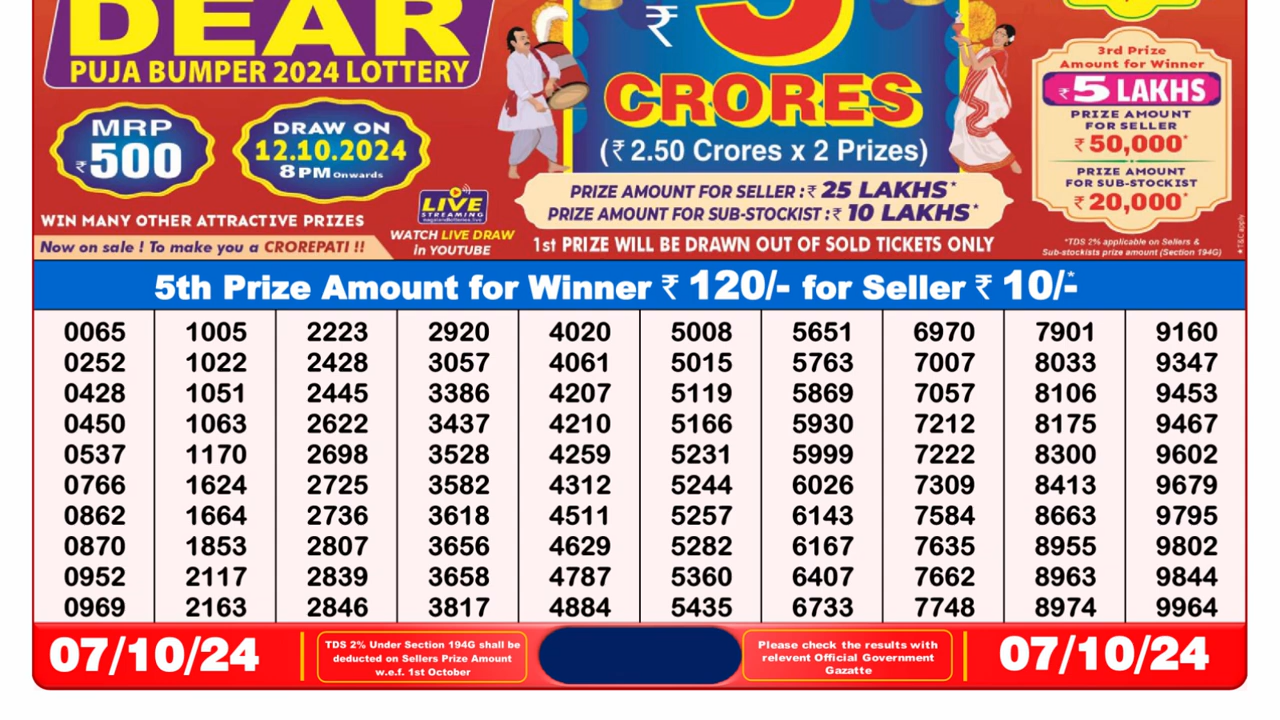 DEAR
PUJA BUMPER 2024 LOTTERY
MRP
₹500
DRAW ON
12.10.2024
8PM Onwards
WIN MANY OTHER ATTRACTIVE PRIZES
Now on sale ! To make you a CROREPATI !!
LIVE
STREAMING
WATCH LIVE DRAW
in YOUTUBE
₹ 5
CRORES
(₹ 2.50 Crores x 2 Prizes)
PRIZE AMOUNT FOR SELLER :₹ 25 LAKHS*
PRIZE AMOUNT FOR SUB-STOCKIST :₹ 10 LAKHS*
1st PRIZE WILL BE DRAWN OUT OF SOLD TICKETS ONLY
3rd Prize
Amount for Winner
₹5 LAKHS
PRIZE AMOUNT
FOR SELLER
₹ 50,000*
PRIZE AMOUNT
FOR SUB-STOCKIST
₹ 20,000*
*TDS 2% applicable on Sellers &
Sub-stockists prize amount (Section 194G)
*T&C apply
5th Prize Amount for Winner ₹ 120/- for Seller ₹ 10/-*
0065 1005 2223 2920 4020 5008 5651 6970 7901 9160
0252 1022 2428 3057 4061 5015 5763 7007 8033 9347
0428 1051 2445 3386 4207 5119 5869 7057 8106 9453
0450 1063 2622 3437 4210 5166 5930 7212 8175 9467
0537 1170 2698 3528 4259 5231 5999 7222 8300 9602
0766 1624 2725 3582 4312 5244 6026 7309 8413 9679
0862 1664 2736 3618 4511 5257 6143 7584 8663 9795
0870 1853 2807 3656 4629 5282 6167 7635 8955 9802
0952 2117 2839 3658 4787 5360 6407 7662 8963 9844
0969 2163 2846 3817 4884 5435 6733 7748 8974 9964
07/10/24
TDS 2% Under Section 194G shall be
deducted on Sellers Prize Amount
w.e.f. 1st October
Please check the results with
relevent Official Government
Gazatte
07/10/24